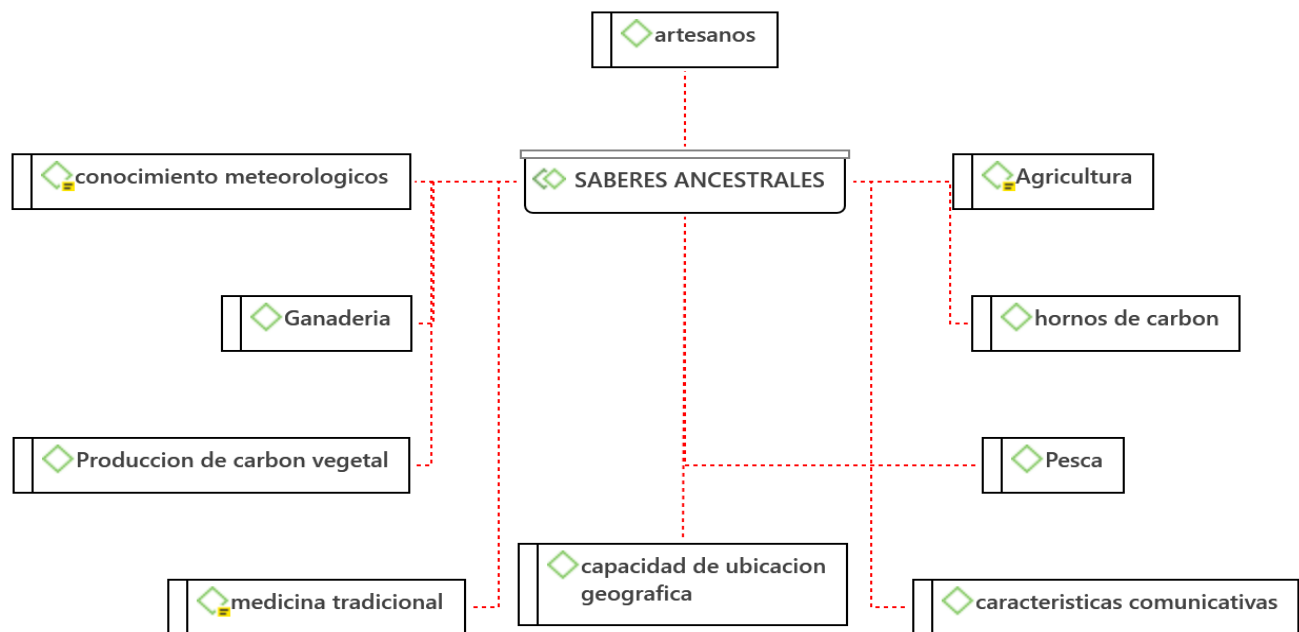 artesanos
conocimiento meteorologicos
SABERES ANCESTRALES
Agricultura
Ganaderia
hornos de carbon
Produccion de carbon vegetal
Pesca
capacidad de ubicacion
geografica
medicina tradicional
caracteristicas comunicativas